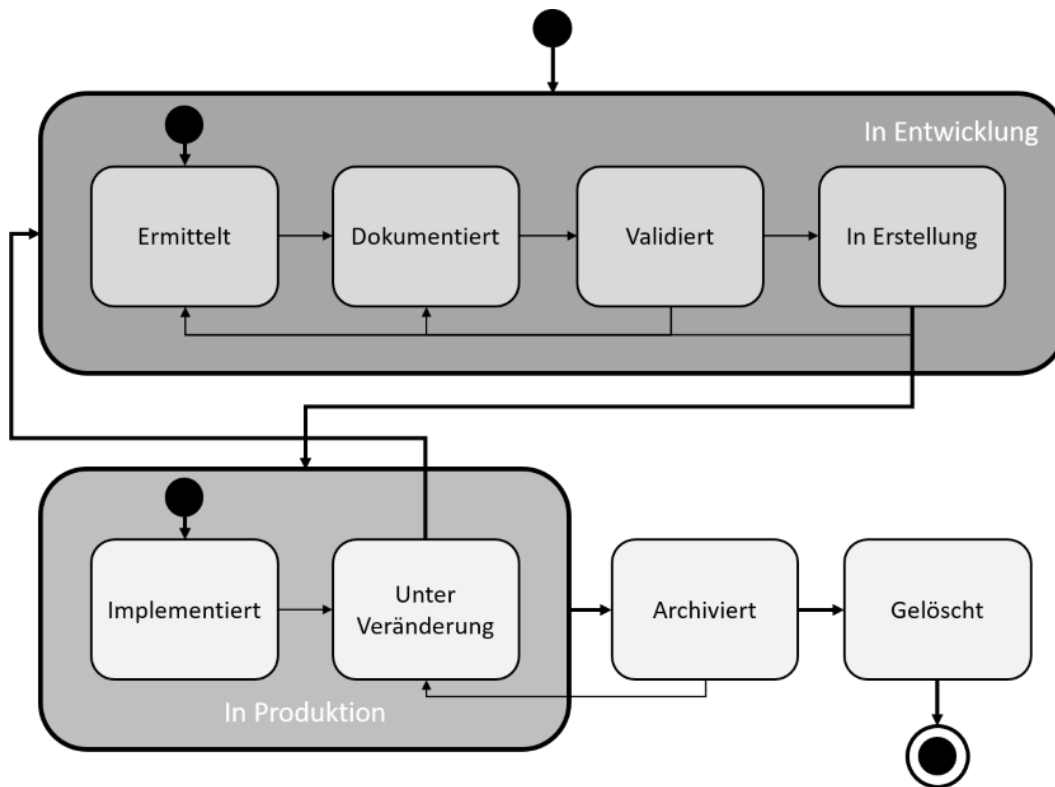 In Entwicklung
Ermittelt
Dokumentiert
Validiert
In Erstellung
Implementiert
Unter
Veränderung
Archiviert
Gelöscht
In Produktion